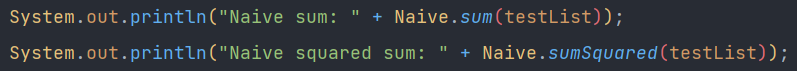 System.out.println("Naive sum: " + Naive.sum(testList));
System.out.println("Naive squared sum: " + Naive.sumSquared(testList));